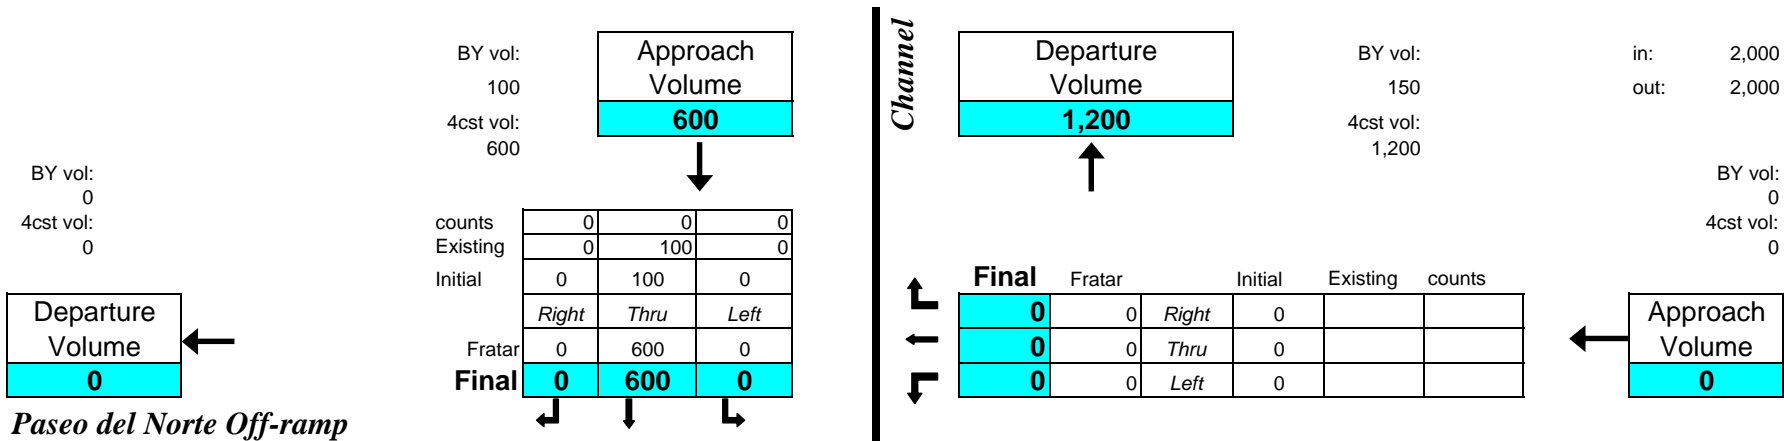 BY vol:
100
4cst vol:
600
Approach
Volume
600
Channel
Departure
Volume
1,200
BY vol:
150
4cst vol:
1,200
in: 2,000
out: 2,000
BY vol:
0
4cst vol:
0
BY vol:
0
4cst vol:
0
counts 0 0 0
Existing 0 100 0
Initial 0 100 0
Right Thru Left
Fratar 0 600 0
Final 0 600 0
Departure
Volume
0
Paseo del Norte Off-ramp
Final Fratar Initial Existing counts
0 0 Right 0
0 0 Thru 0
0 0 Left 0
Approach
Volume
0